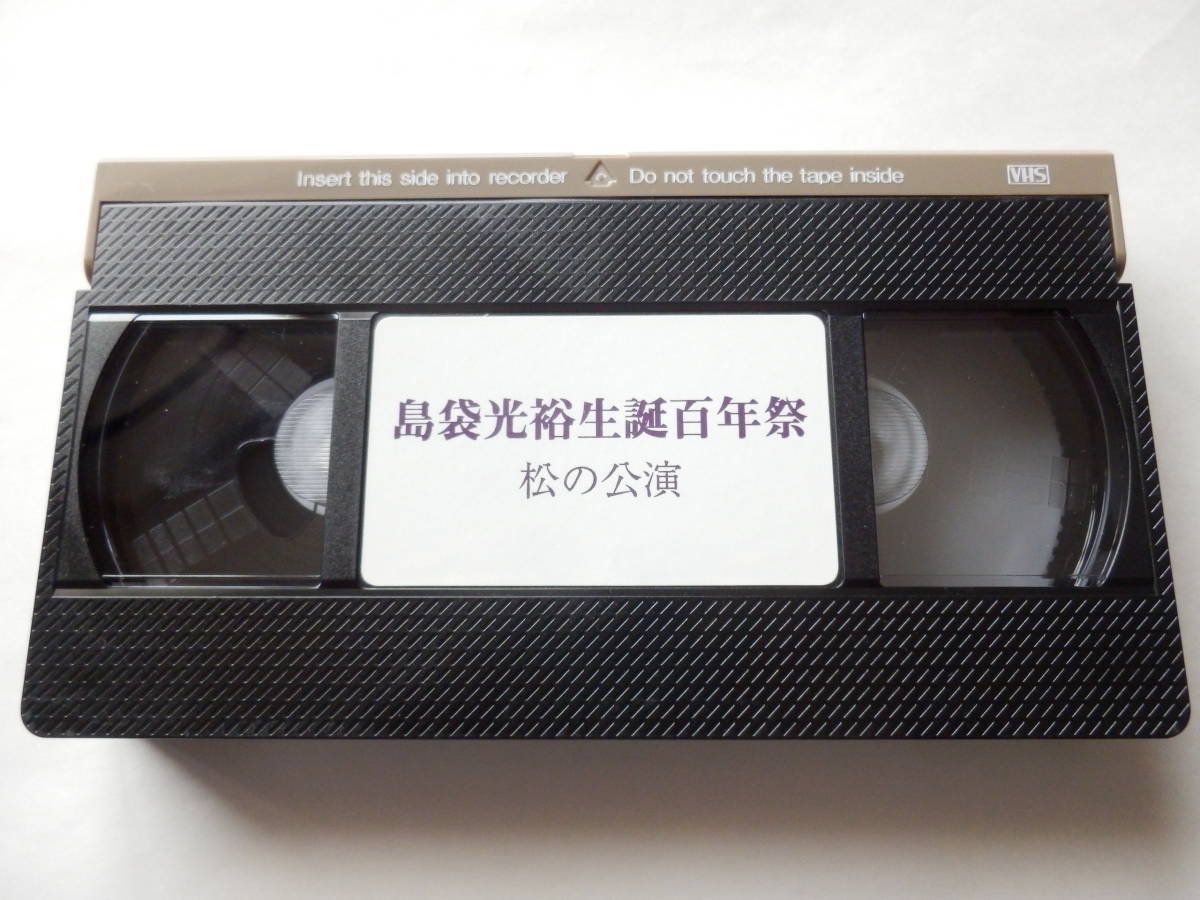 Insert this side into recorder Do not touch the tape inside VHS
島袋光裕生誕百年祭
松の公演